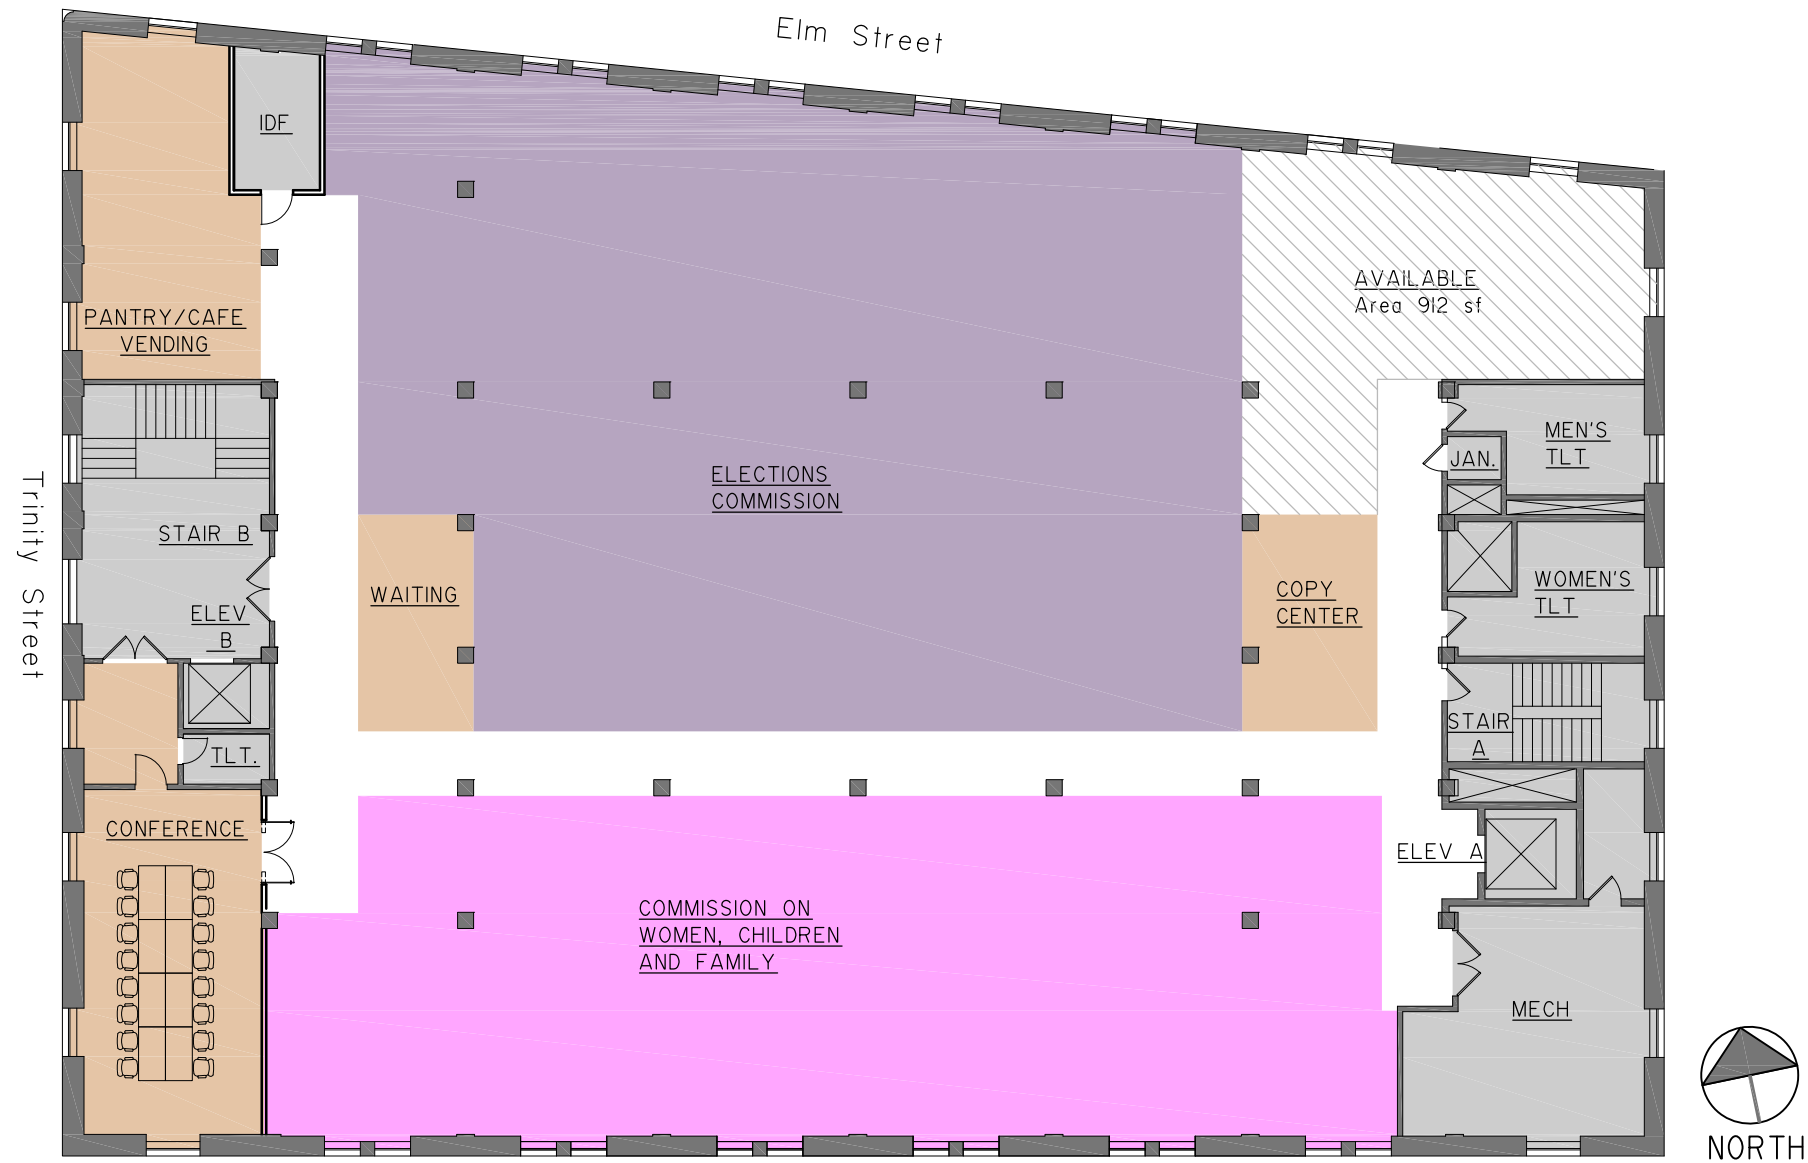 Elm Street
IDF
AVAILABLE
Area 912 sf
PANTRY/CAFE
VENDING
MEN'S
TLT
JAN.
ELECTIONS
COMMISSION
Trinity Street
STAIR B
WAITING
COPY
CENTER
WOMEN'S
TLT
ELEV
B
STAIR
A
TLT.
CONFERENCE
ELEV A
COMMISSION ON
WOMEN, CHILDREN
AND FAMILY
MECH
NORTH